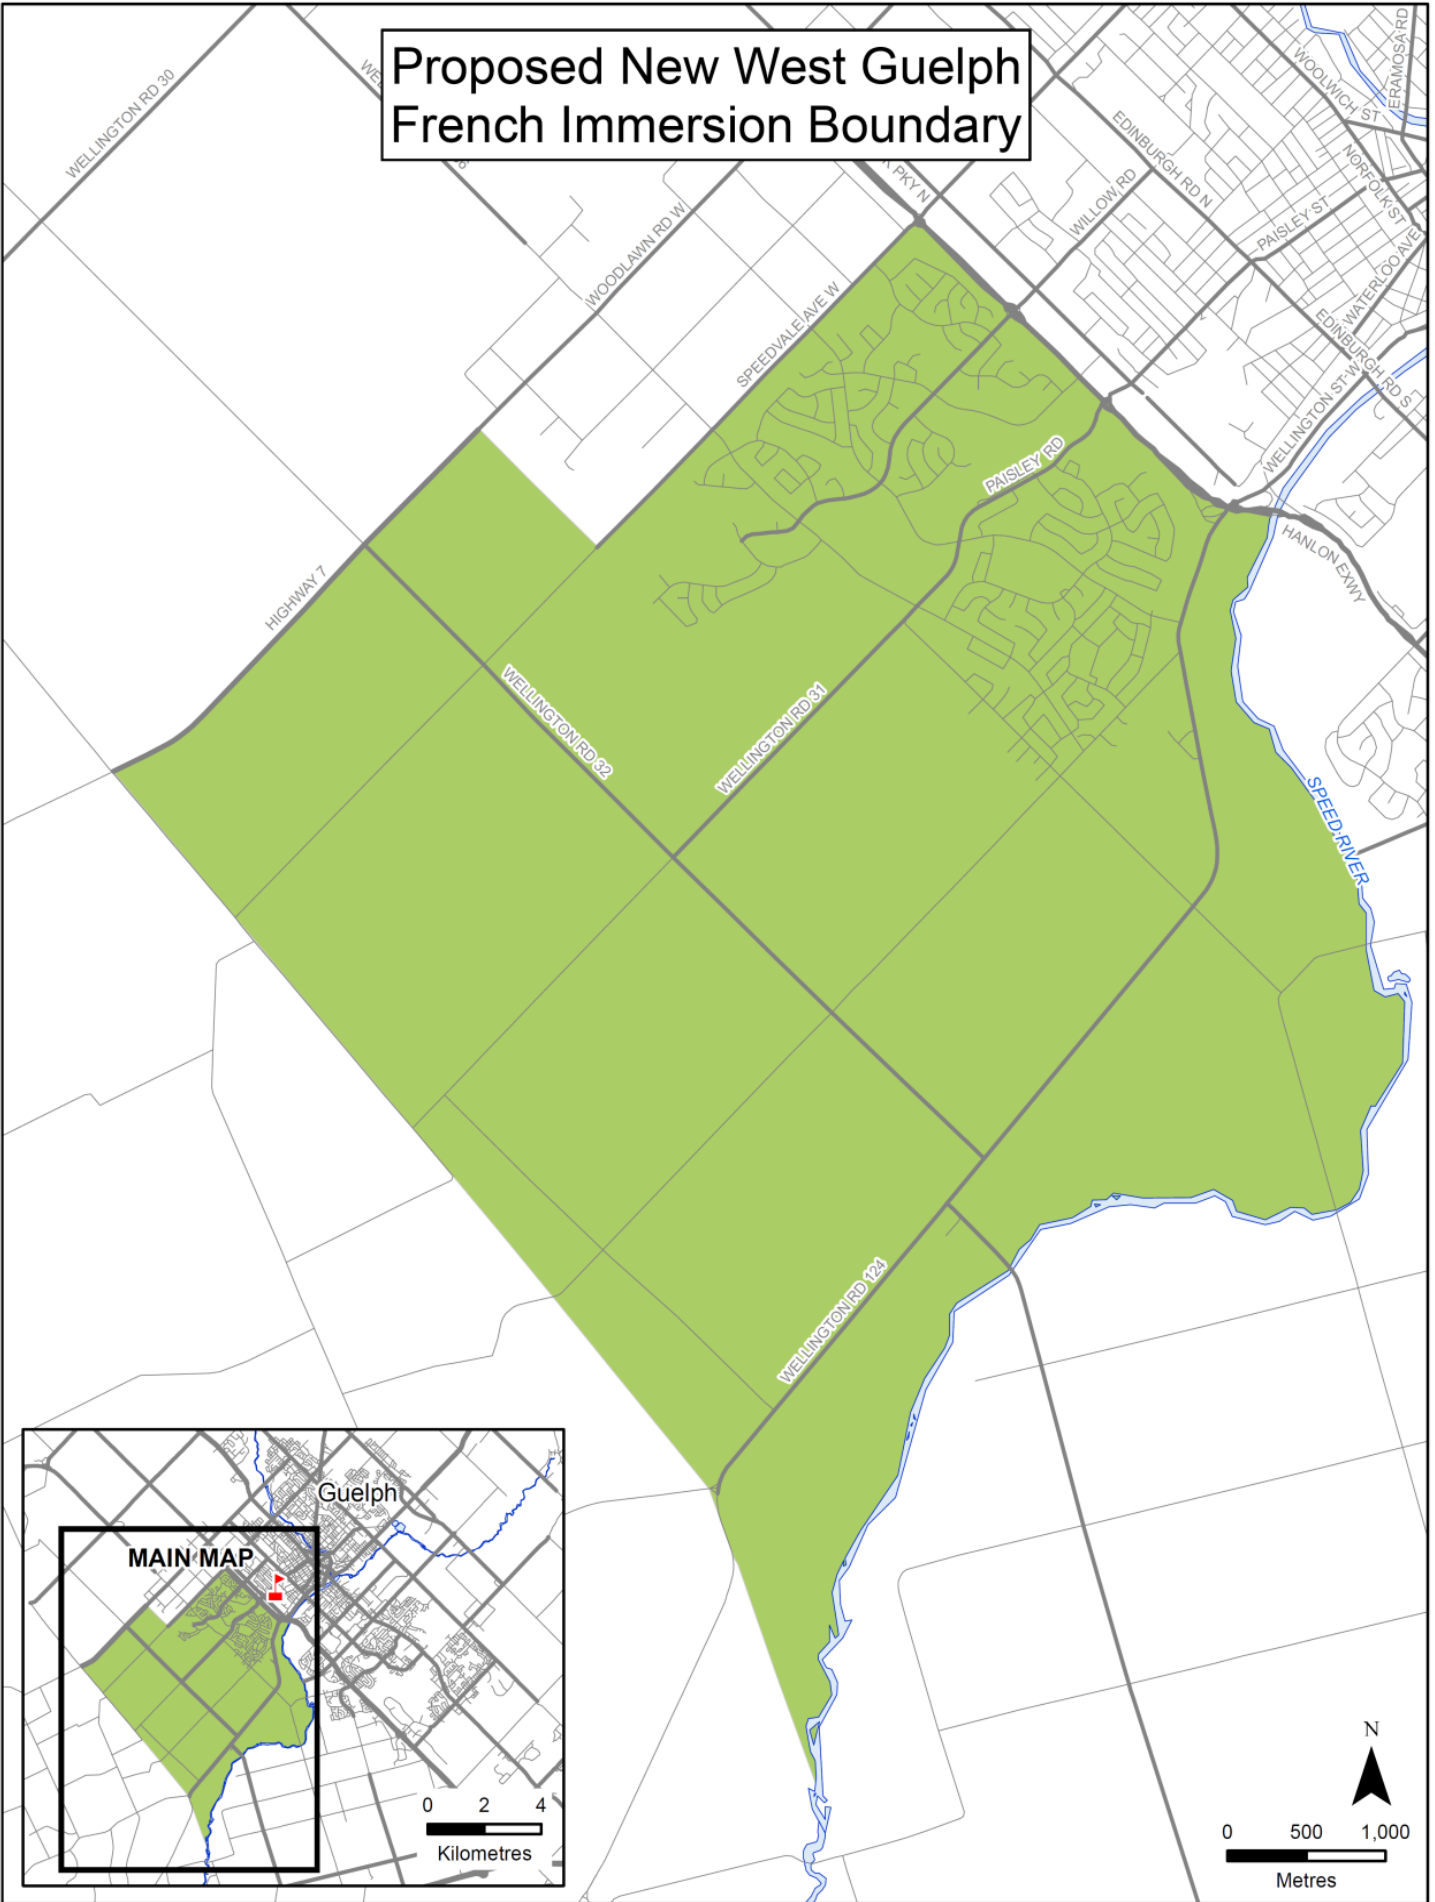 Proposed New West Guelph
French Immersion Boundary
WELLINGTON RD 30
WOODLAWN RD W
SPEEDVALE AVE W
PKY N
WILLOW RD
EDINBURGH RD N
WOOLWICH ST
ERAMOSA RD
NORFOLK ST
PAISLEY ST
WATERLOO AVE
EDINBURGH RD S
WELLINGTON ST W
HANLON EXWY
PAISLEY RD
HIGHWAY 7
WELLINGTON RD 32
WELLINGTON RD 31
SPEED RIVER
WELLINGTON RD 124
Guelph
MAIN MAP
0 2 4
Kilometres
N
0 500 1,000
Metres